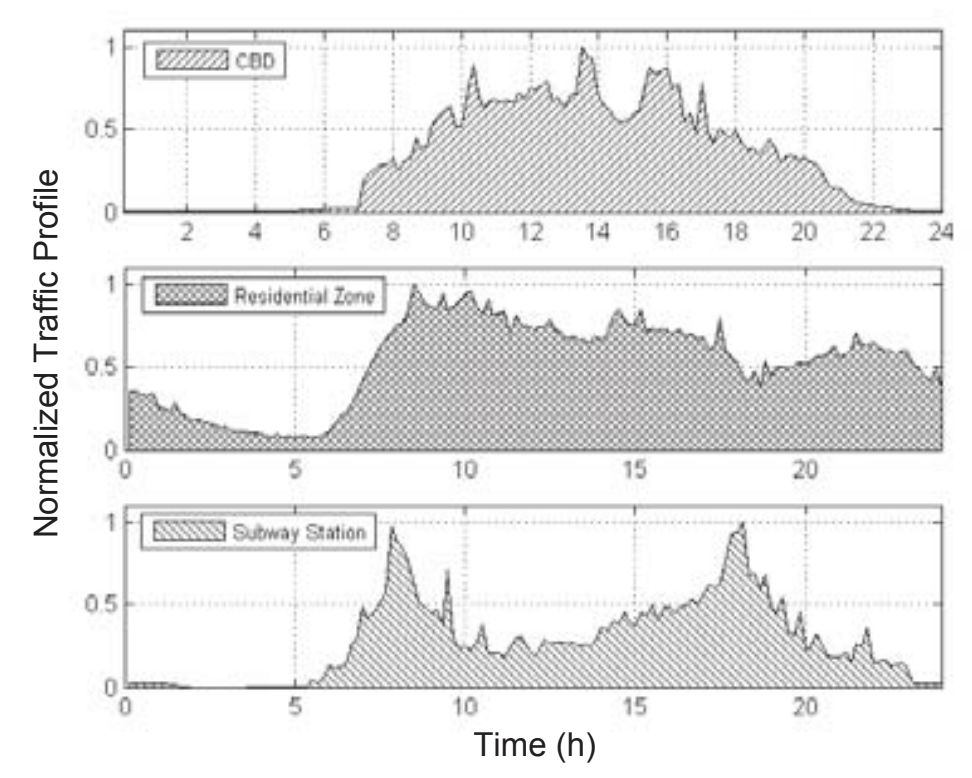 Normalized Traffic Profile
1
0.5
0
CBD
2 4 6 8 10 12 14 16 18 20 22 24
1
0.5
0
Residential Zone
0 5 10 15 20
1
0.5
0
Subway Station
0 5 10 15 20
Time (h)